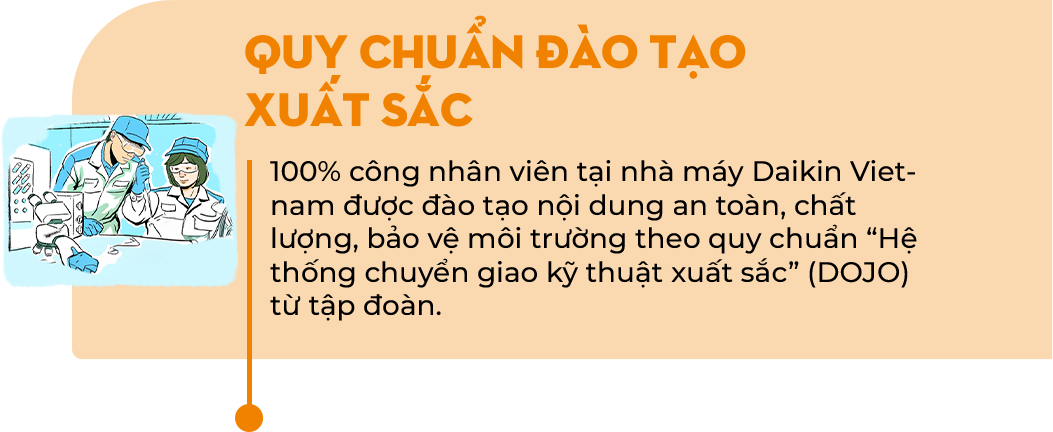 QUY CHUẨN ĐÀO TẠO
XUẤT SẮC
100% công nhân viên tại nhà máy Daikin Viet-
nam được đào tạo nội dung an toàn, chất
lượng, bảo vệ môi trường theo quy chuẩn “Hệ
thống chuyển giao kỹ thuật xuất sắc” (DOJO)
từ tập đoàn.